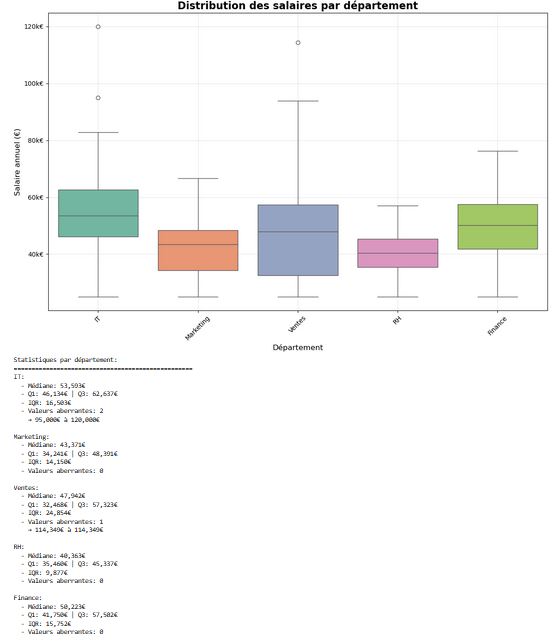 Distribution des salaires par département
120k€
100k€
80k€
60k€
40k€
Salaire annuel (€)
IT
Marketing
Ventes
RH
Finance
Département
Statistiques par département:
==================================================
IT:
- Médiane: 53,593€
- Q1: 46,134€ | Q3: 62,637€
- IQR: 16,503€
- Valeurs aberrantes: 2
→ 95,000€ à 120,000€
Marketing:
- Médiane: 43,371€
- Q1: 34,241€ | Q3: 48,391€
- IQR: 14,150€
- Valeurs aberrantes: 0
Ventes:
- Médiane: 47,942€
- Q1: 32,468€ | Q3: 57,323€
- IQR: 24,854€
- Valeurs aberrantes: 1
→ 114,349€ à 114,349€
RH:
- Médiane: 40,363€
- Q1: 35,460€ | Q3: 45,337€
- IQR: 9,877€
- Valeurs aberrantes: 0
Finance:
- Médiane: 50,223€
- Q1: 41,750€ | Q3: 57,502€
- IQR: 15,752€
- Valeurs aberrantes: 0